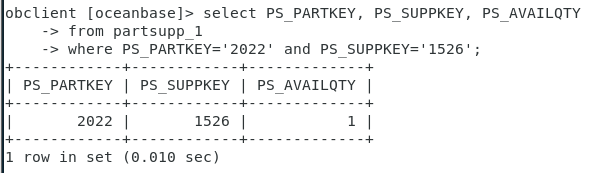 obclient [oceanbase]> select PS_PARTKEY, PS_SUPPKEY, PS_AVAILQTY
    -> from partsupp_1
    -> where PS_PARTKEY='2022' and PS_SUPPKEY='1526';
+------------+------------+-------------+
| PS_PARTKEY | PS_SUPPKEY | PS_AVAILQTY |
+------------+------------+-------------+
|       2022 |       1526 |           1 |
+------------+------------+-------------+
1 row in set (0.010 sec)